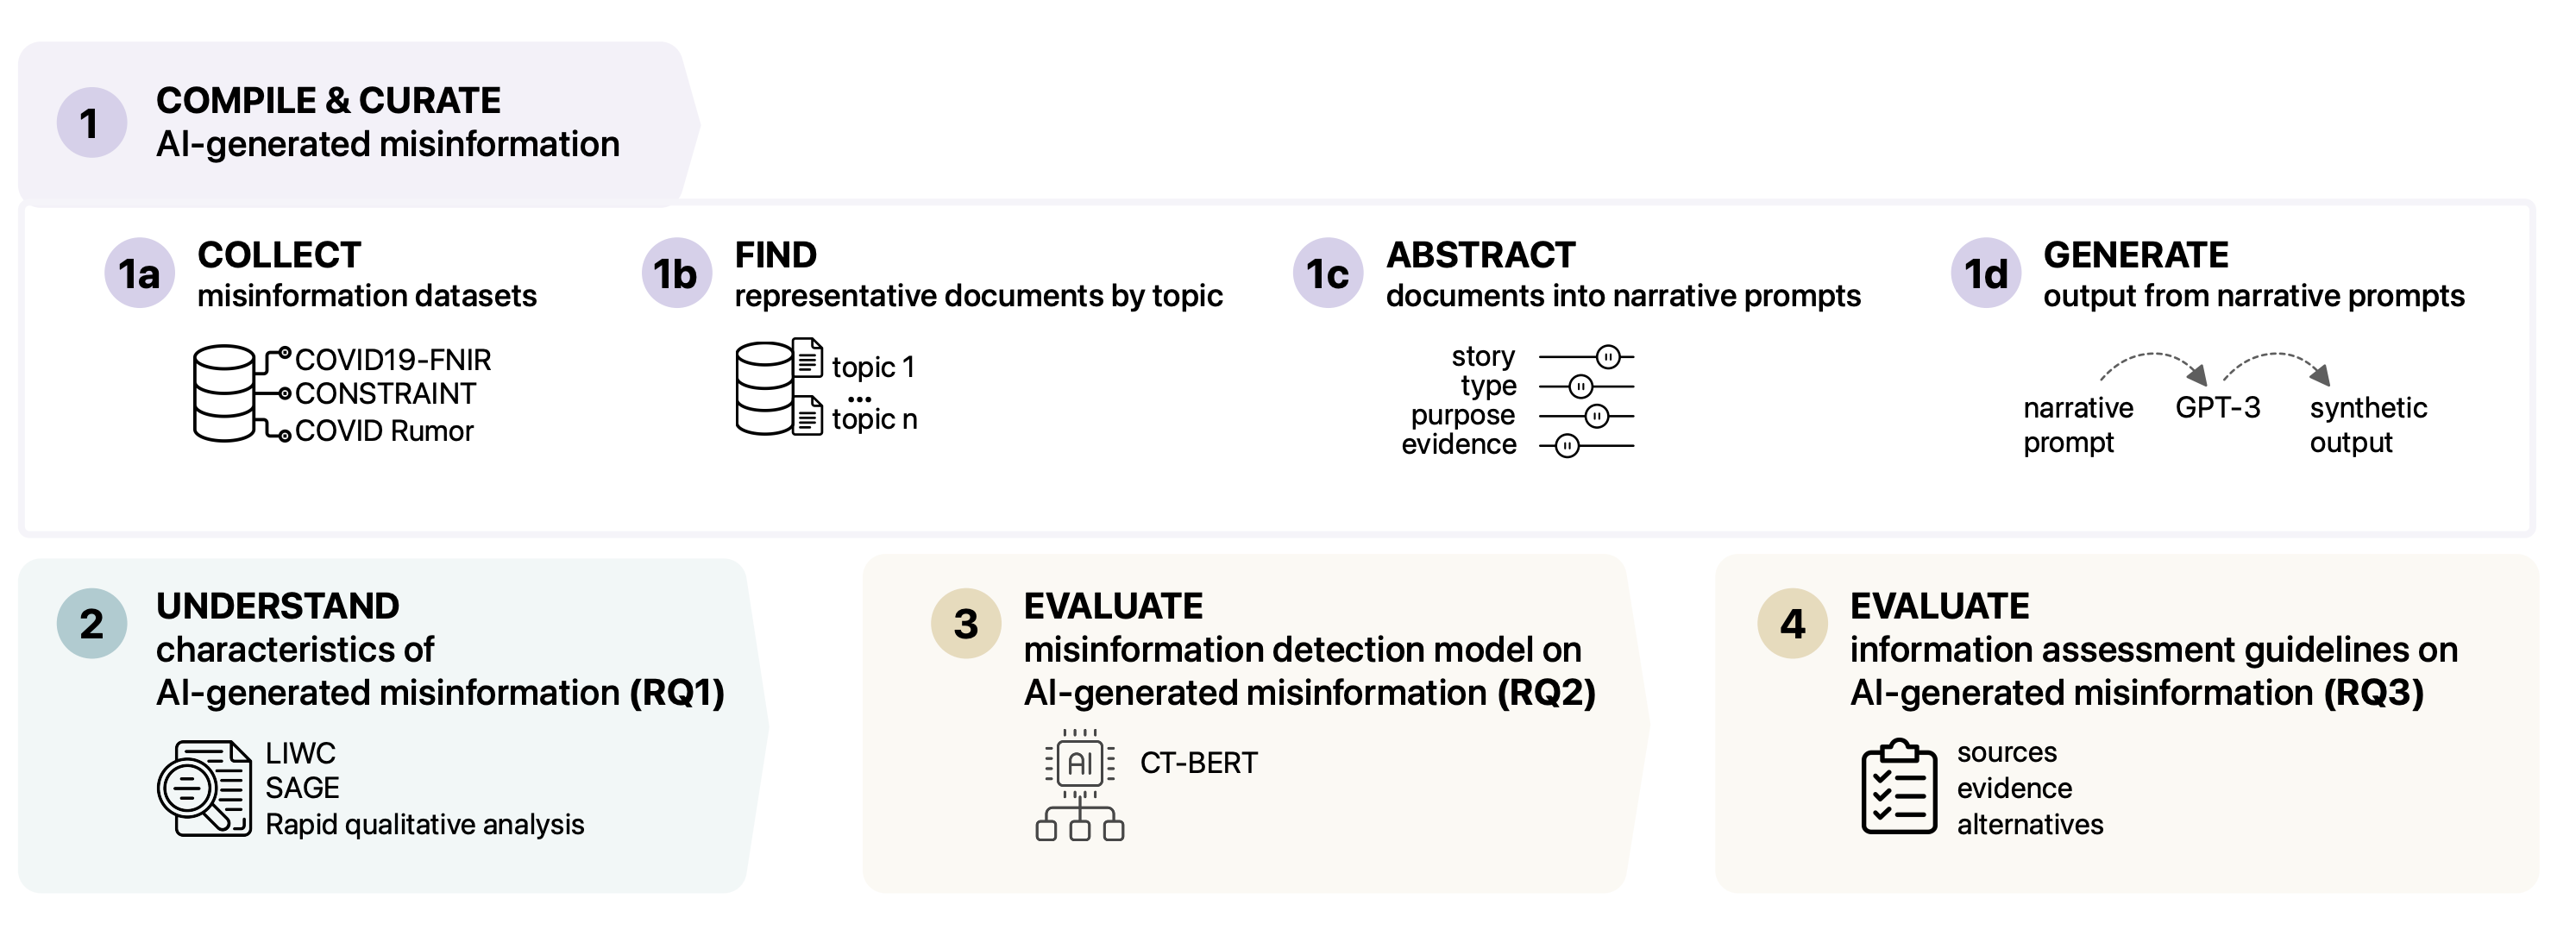 1
COMPILE & CURATE
AI-generated misinformation
1a
COLLECT
misinformation datasets
COVID19-FNIR
CONSTRAINT
COVID Rumor
1b
FIND
representative documents by topic
topic 1
...
topic n
1c
ABSTRACT
documents into narrative prompts
story
type
purpose
evidence
1d
GENERATE
output from narrative prompts
narrative
prompt
GPT-3
synthetic
output
2
UNDERSTAND
characteristics of
AI-generated misinformation (RQ1)
LIWC
SAGE
Rapid qualitative analysis
3
EVALUATE
misinformation detection model on
AI-generated misinformation (RQ2)
AI
CT-BERT
4
EVALUATE
information assessment guidelines on
AI-generated misinformation (RQ3)
sources
evidence
alternatives